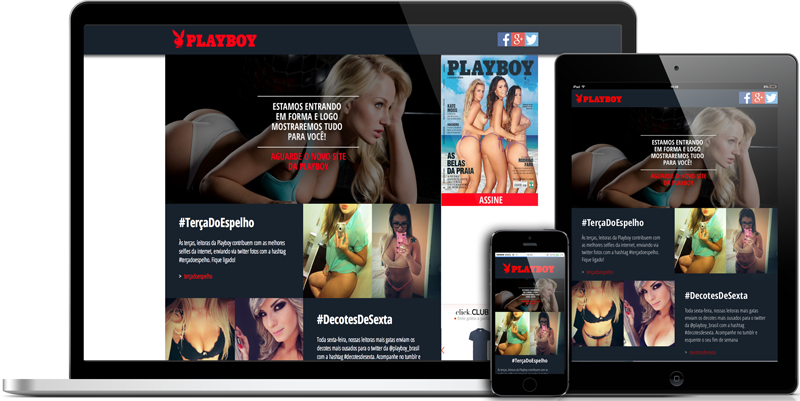 PLAYBOY
ESTAMOS ENTRANDO
EM FORMA E LOGO
MOSTRAREMOS TUDO
PARA VOCÊ!
AGUARDE O NOVO SITE
DA PLAYBOY
PLAYBOY
KATE
MOSS
AS
BELAS
DA PRAIA
RODRIGO
FARO
ASSINE
#TerçaDoEspelho
Às terças, leitoras da Playboy contribuem com as melhores
selfies da internet, enviando via twitter fotos com a hashtag
#terçadoespelho. Fique ligado!
> terçadoespelho
#DecotesDeSexta
Toda sexta-feira, nossas leitoras mais gatas enviam os
decotes mais ousados para o twitter da @playboy_brasil
com a hashtag #decotesdesexta. Acompanhe no tumblr e
click.CLUB
PLAYBOY
#TerçaDoEspelho
iPad
PLAYBOY
ESTAMOS ENTRANDO
EM FORMA E LOGO
MOSTRAREMOS TUDO
PARA VOCÊ!
AGUARDE O NOVO SITE
DA PLAYBOY
#TerçaDoEspelho
Às terças, leitoras da Playboy contribuem com as melhores
selfies da internet, enviando via twitter fotos com a hashtag
#terçadoespelho. Fique ligado!
> terçadoespelho
#DecotesDeSexta
Toda sexta-feira, nossas leitoras mais gatas
enviam os decotes mais ousados para o twitter
da @playboy_brasil com a hashtag
#decotesdesexta. Acompanhe no tumblr e
esquente o seu fim de semana
> decotesdesexta